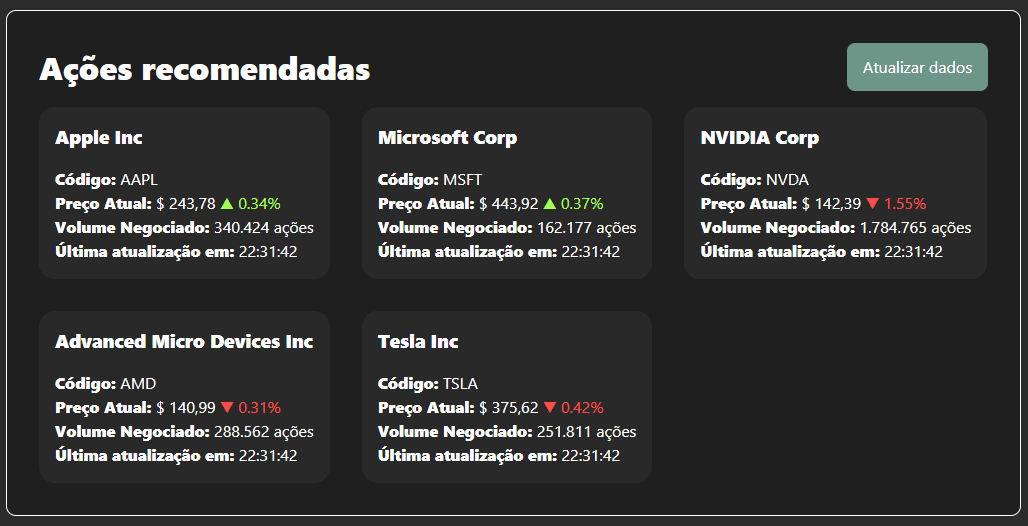 Ações recomendadas
Atualizar dados
Apple Inc
Código: AAPL
Preço Atual: $ 243,78 ▲ 0.34%
Volume Negociado: 340.424 ações
Última atualização em: 22:31:42
Microsoft Corp
Código: MSFT
Preço Atual: $ 443,92 ▲ 0.37%
Volume Negociado: 162.177 ações
Última atualização em: 22:31:42
NVIDIA Corp
Código: NVDA
Preço Atual: $ 142,39 ▼ 1.55%
Volume Negociado: 1.784.765 ações
Última atualização em: 22:31:42
Advanced Micro Devices Inc
Código: AMD
Preço Atual: $ 140,99 ▼ 0.31%
Volume Negociado: 288.562 ações
Última atualização em: 22:31:42
Tesla Inc
Código: TSLA
Preço Atual: $ 375,62 ▼ 0.42%
Volume Negociado: 251.811 ações
Última atualização em: 22:31:42